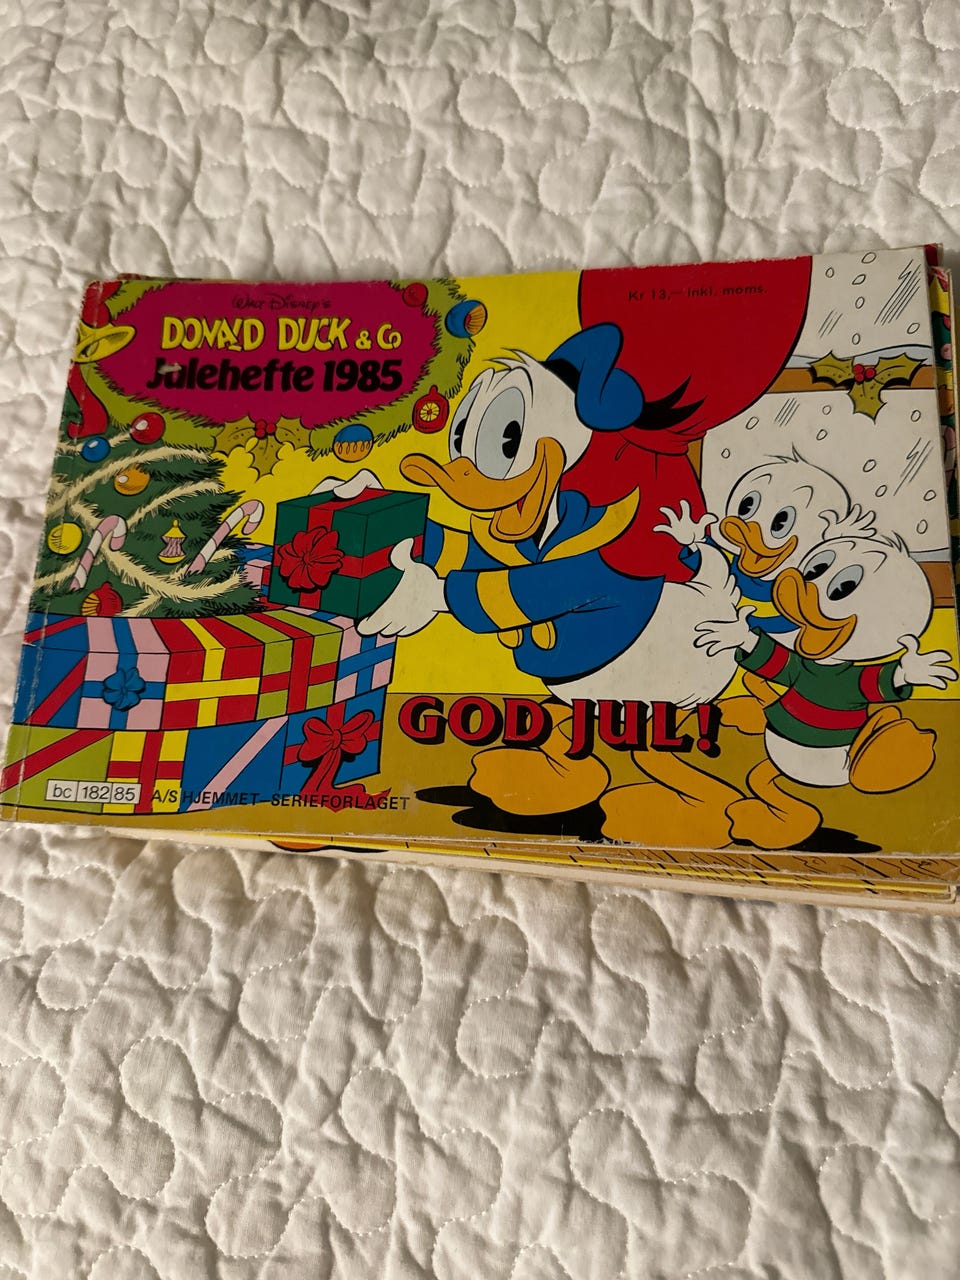 Walt Disney's
DONALD DUCK & Co
Julehefte 1985
Kr 13,— inkl. moms.
GOD JUL!
bc 182 85 A/S HJEMMET—SERIEFORLAGET